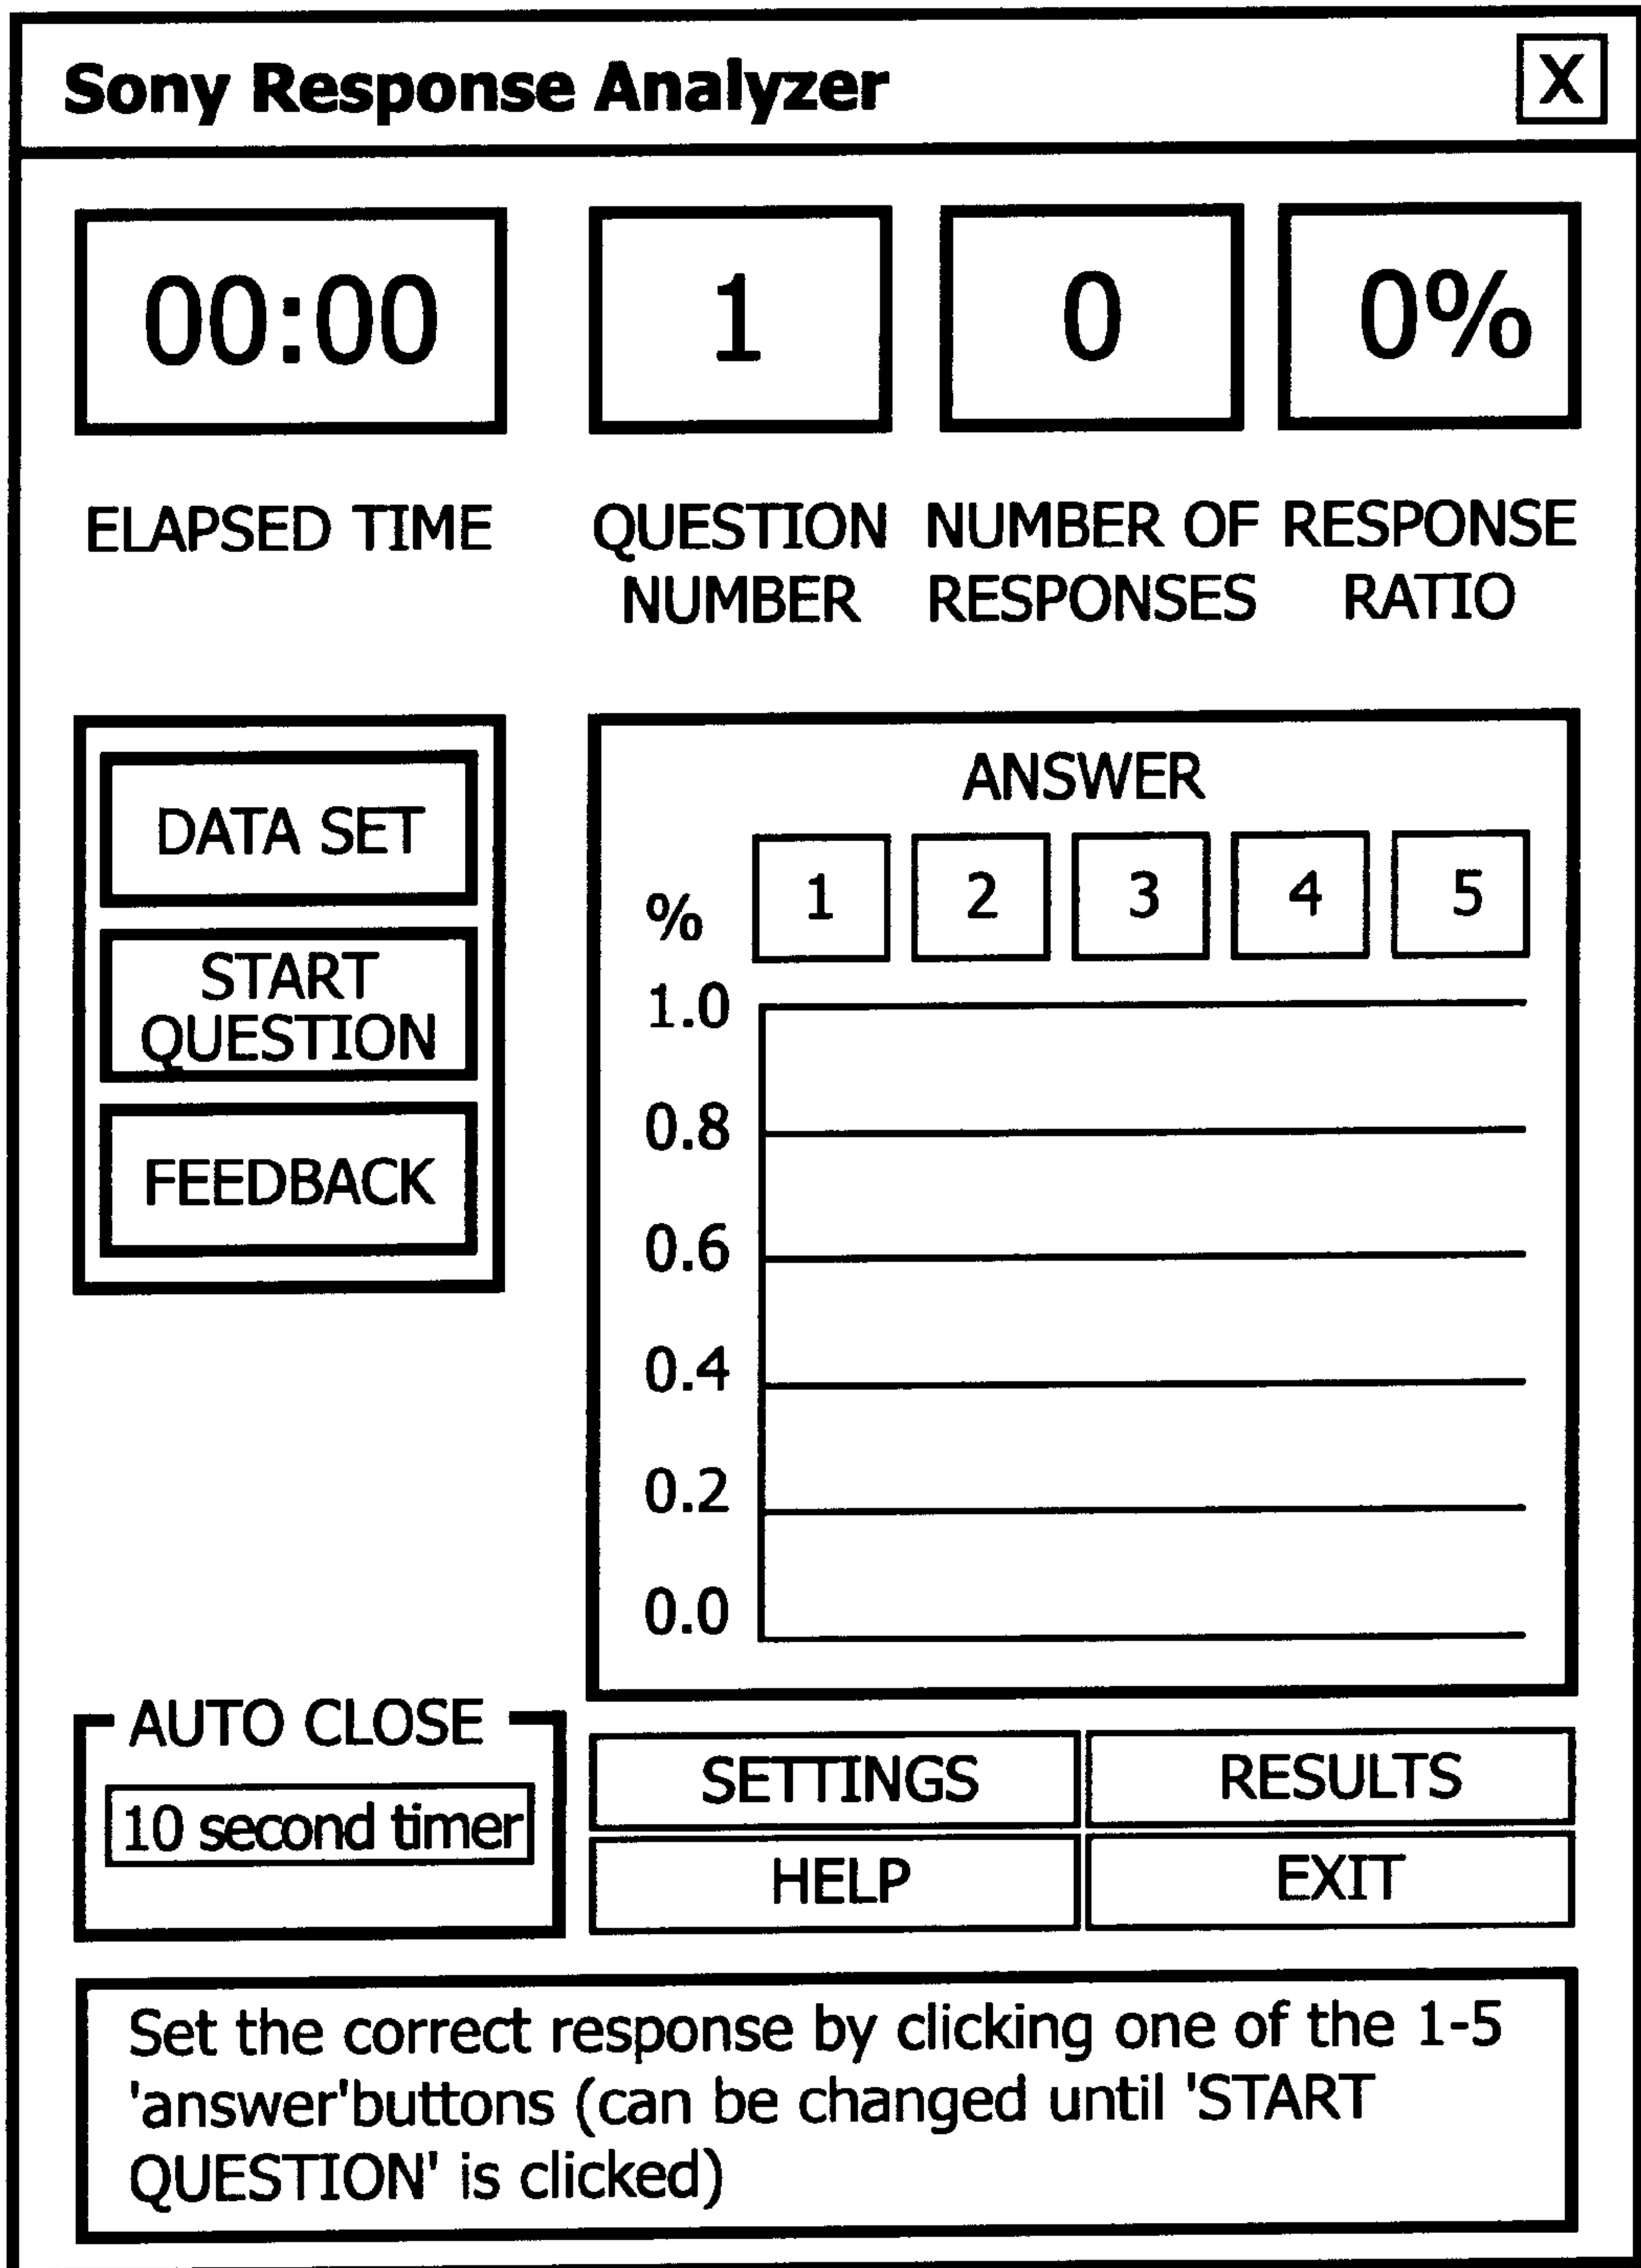 Sony Response Analyzer X
00:00 1 0 0%
ELAPSED TIME QUESTION NUMBER OF RESPONSE
NUMBER RESPONSES RATIO
DATA SET
START
QUESTION
FEEDBACK
ANSWER
% 1 2 3 4 5
1.0
0.8
0.6
0.4
0.2
0.0
AUTO CLOSE
10 second timer
SETTINGS RESULTS
HELP EXIT
Set the correct response by clicking one of the 1-5
'answer'buttons (can be changed until 'START
QUESTION' is clicked)